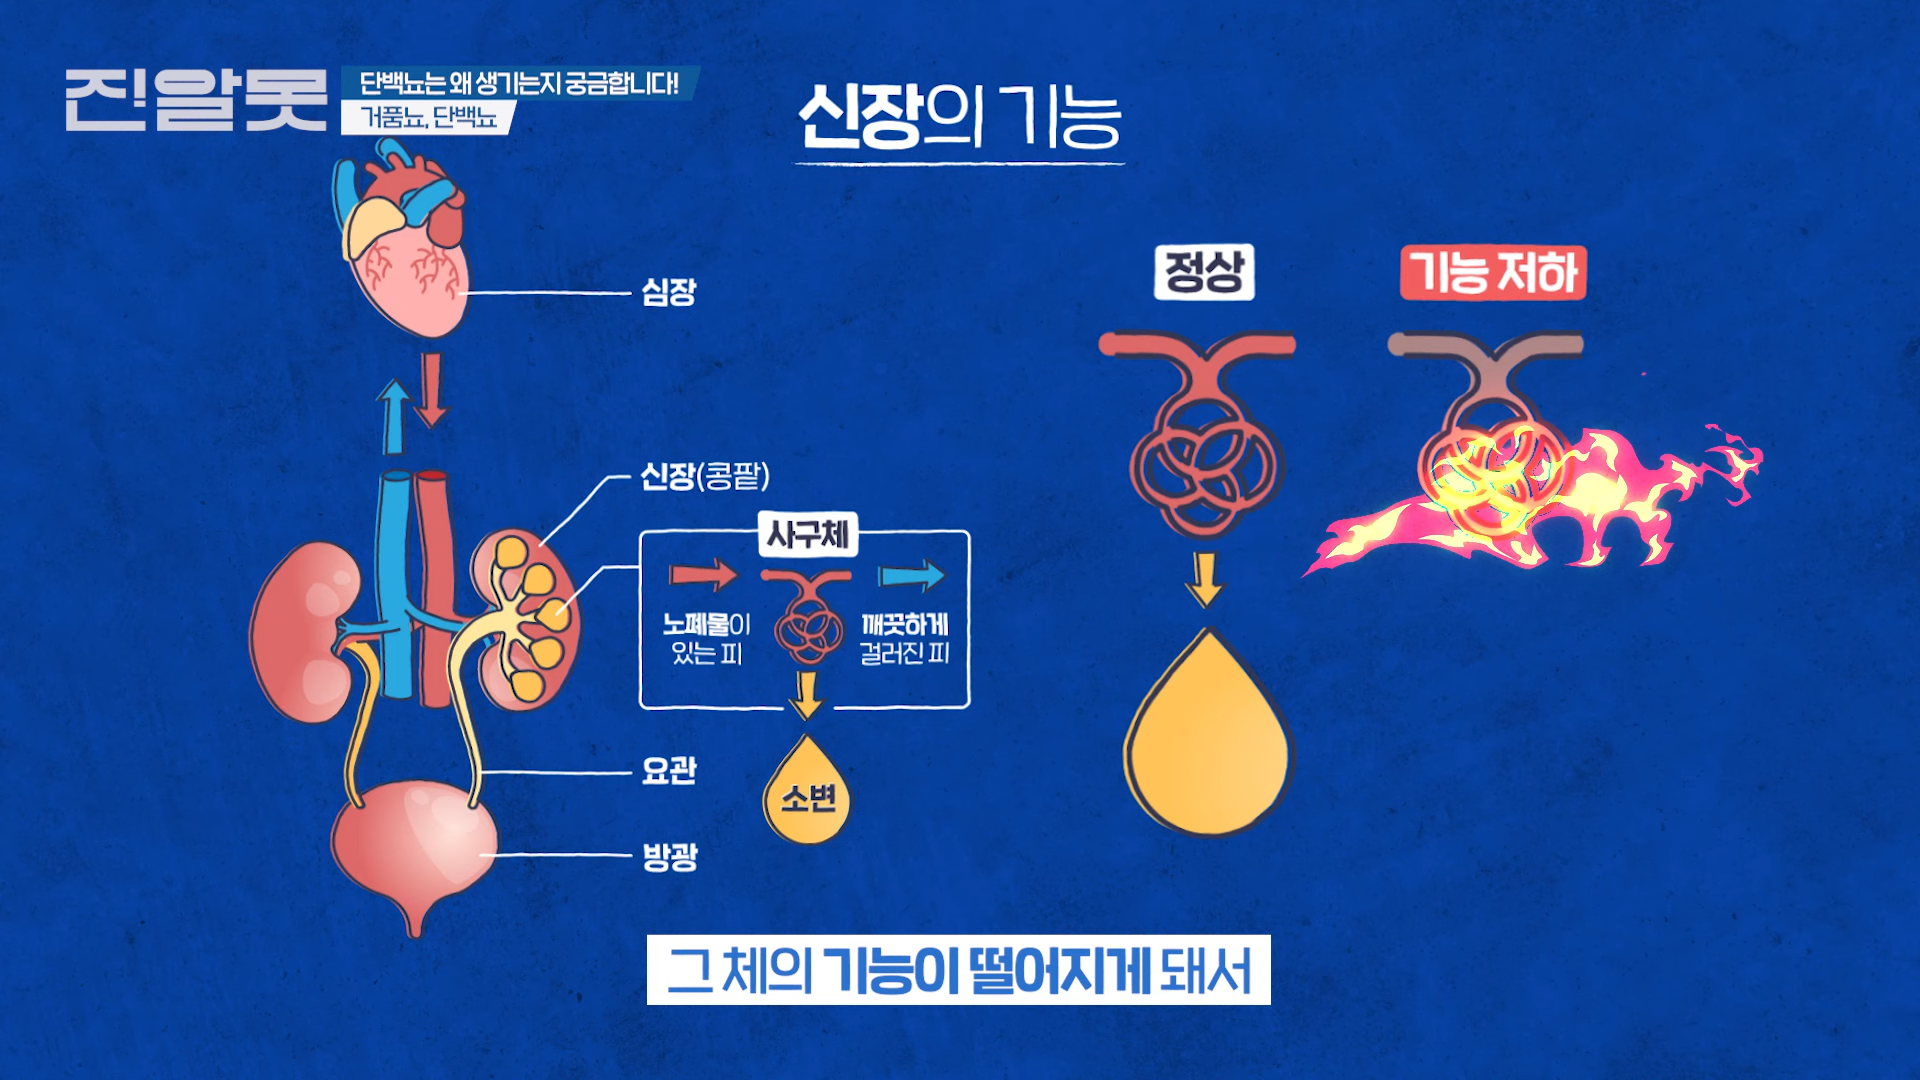 진!알못
단백뇨는 왜 생기는지 궁금합니다!
거품뇨, 단백뇨
신장의 기능
심장
신장(콩팥)
사구체
노폐물이
있는 피
깨끗하게
걸러진 피
소변
요관
방광
정상
기능 저하
그 체의 기능이 떨어지게 돼서